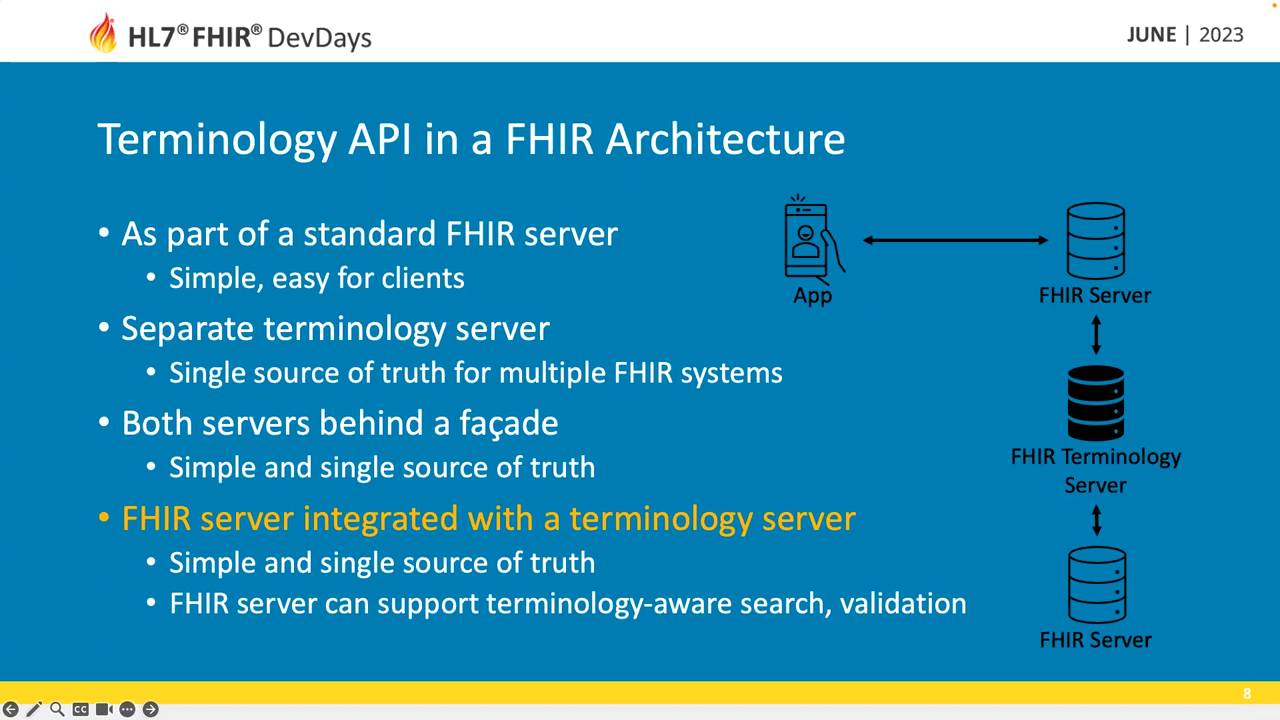 HL7® FHIR® DevDays
JUNE | 2023
Terminology API in a FHIR Architecture
• As part of a standard FHIR server
• Simple, easy for clients
• Separate terminology server
• Single source of truth for multiple FHIR systems
• Both servers behind a façade
• Simple and single source of truth
• FHIR server integrated with a terminology server
• Simple and single source of truth
• FHIR server can support terminology-aware search, validation
App
FHIR Server
FHIR Terminology
Server
FHIR Server
8
CC